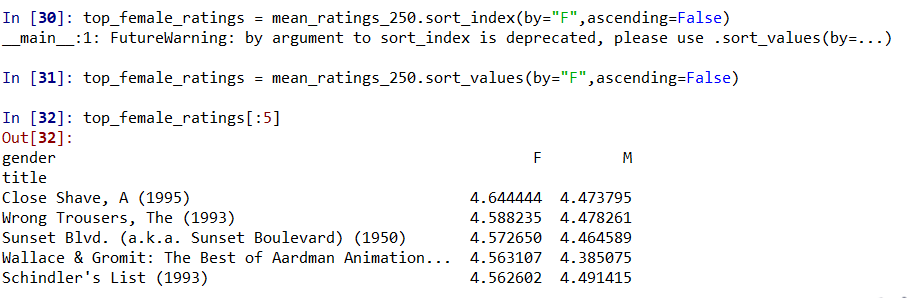 In [30]: top_female_ratings = mean_ratings_250.sort_index(by="F",ascending=False)
__main__:1: FutureWarning: by argument to sort_index is deprecated, please use .sort_values(by=...)
In [31]: top_female_ratings = mean_ratings_250.sort_values(by="F",ascending=False)
In [32]: top_female_ratings[:5]
Out[32]:
gender F M
title
Close Shave, A (1995) 4.644444 4.473795
Wrong Trousers, The (1993) 4.588235 4.478261
Sunset Blvd. (a.k.a. Sunset Boulevard) (1950) 4.572650 4.464589
Wallace & Gromit: The Best of Aardman Animation... 4.563107 4.385075
Schindler's List (1993) 4.562602 4.491415